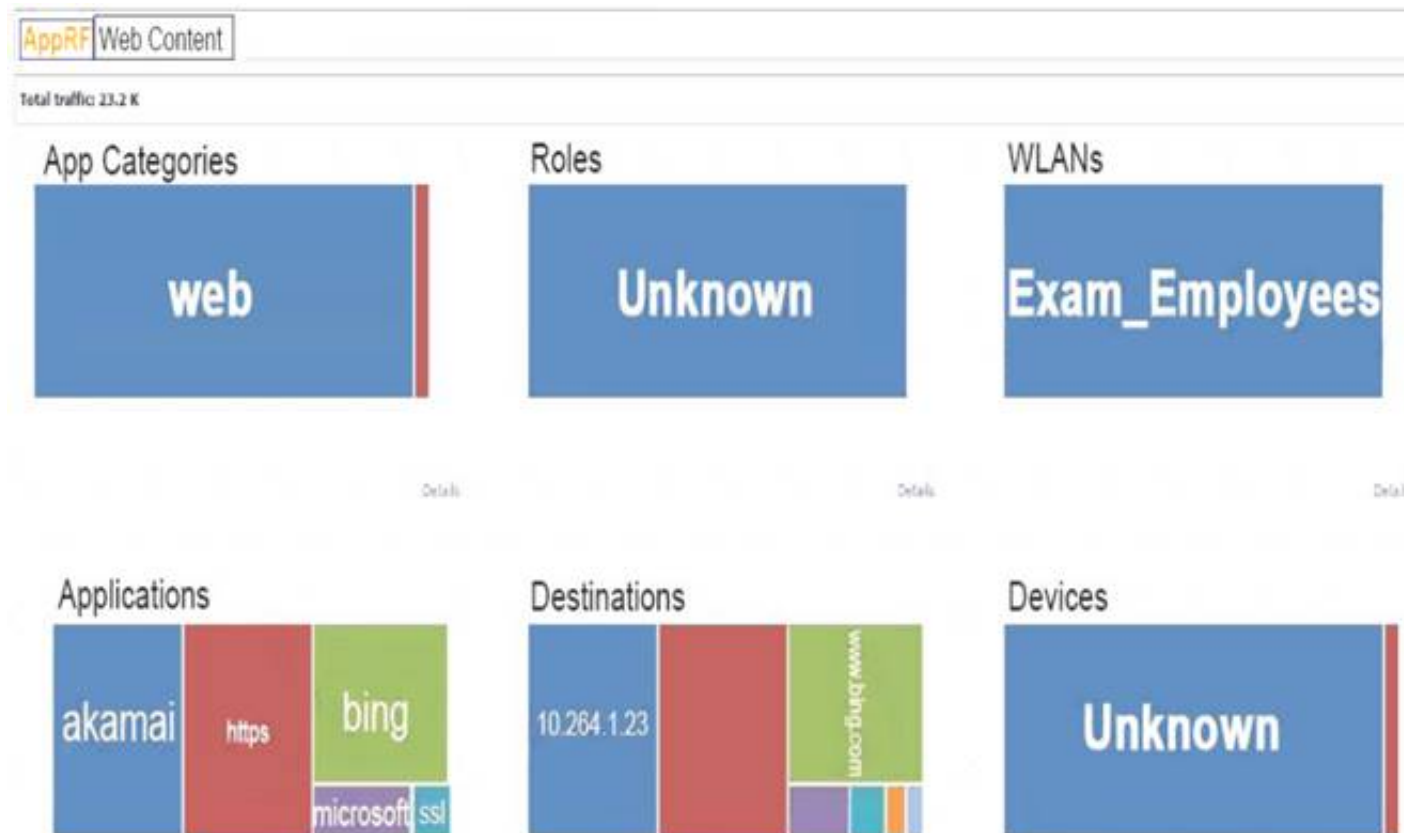 AppRF Web Content
Total traffic: 23.2 K
App Categories
Roles
WLANs
web
Unknown
Exam_Employees
Details
Details
Detai
Applications
Destinations
Devices
akamai
https
bing
microsoft
ssl
10.264.1.23
www.bing.com
Unknown